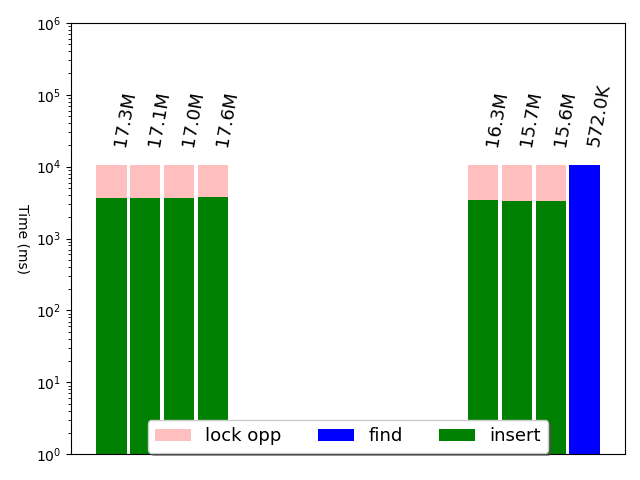 10^6
10^5
10^4
10^3
10^2
10^1
10^0
Time (ms)
17.3M
17.1M
17.0M
17.6M
16.3M
15.7M
15.6M
572.0K
lock opp find insert